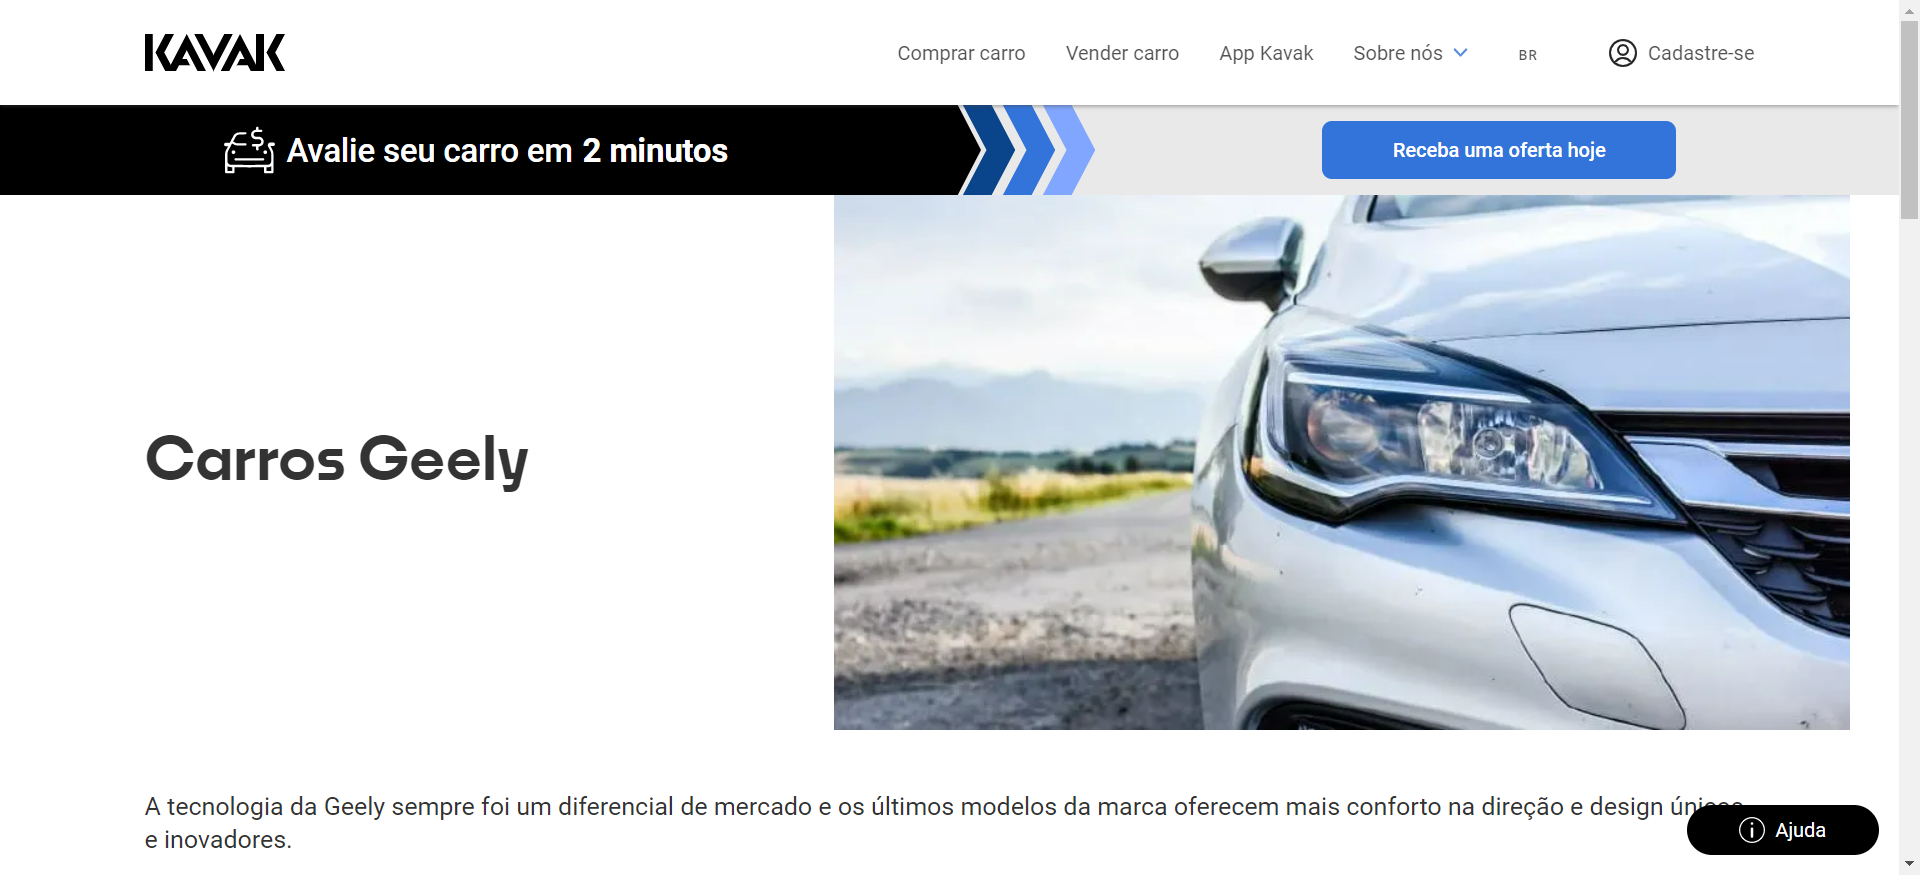 KAVAK
Comprar carro
Vender carro
App Kavak
Sobre nós
BR
Cadastre-se
Avalie seu carro em 2 minutos
Receba uma oferta hoje
Carros Geely
A tecnologia da Geely sempre foi um diferencial de mercado e os últimos modelos da marca oferecem mais conforto na direção e design únicos
e inovadores.
Ajuda